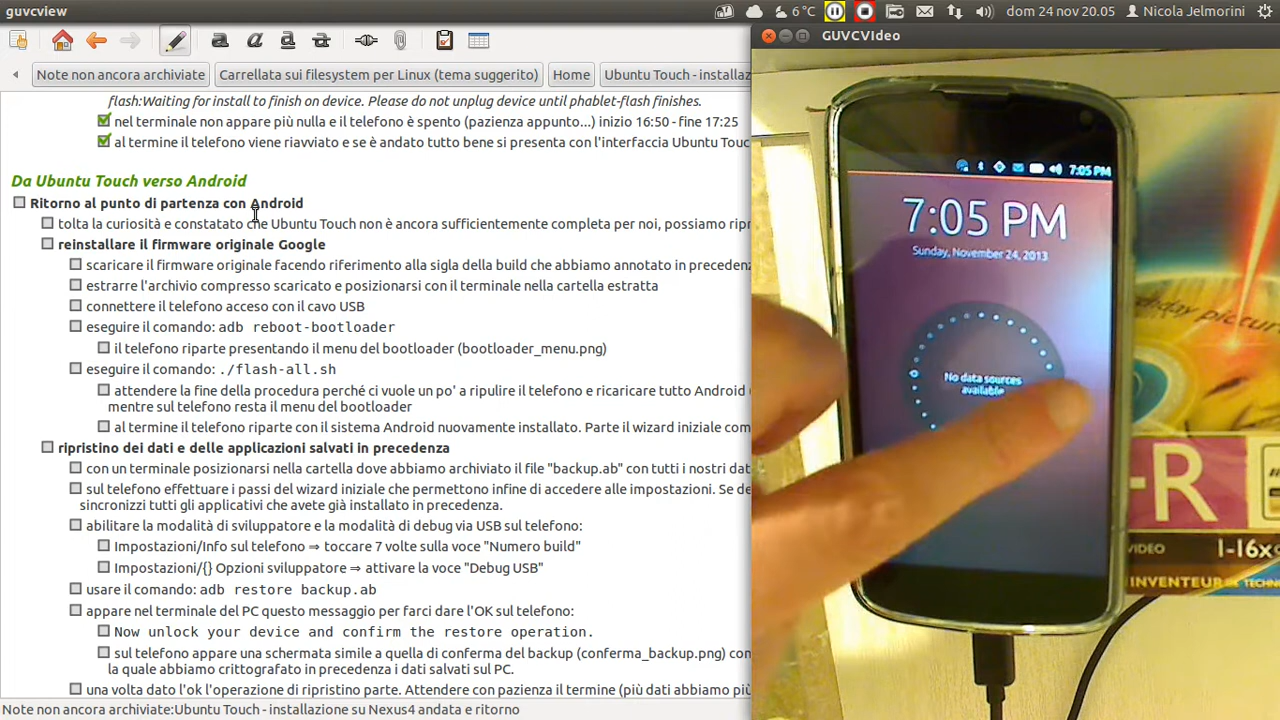 guvcview
6 °C
dom 24 nov 20.05
Nicola Jelmorini
GUVCVIdeo
Note non ancora archiviate
Carrellata sui filesystem per Linux (tema suggerito)
Home
Ubuntu Touch - installaz
flash:Waiting for install to finish on device. Please do not unplug device until phablet-flash finishes.
nel terminale non appare più nulla e il telefono è spento (pazienza appunto...) inizio 16:50 - fine 17:25
al termine il telefono viene riavviato e se è andato tutto bene si presenta con l'interfaccia Ubuntu Touc
Da Ubuntu Touch verso Android
Ritorno al punto di partenza con Android
tolta la curiosità e constatato che Ubuntu Touch non è ancora sufficientemente completa per noi, possiamo ripr
reinstallare il firmware originale Google
scaricare il firmware originale facendo riferimento alla sigla della build che abbiamo annotato in precedenz
estrarre l'archivio compresso scaricato e posizionarsi con il terminale nella cartella estratta
connettere il telefono acceso con il cavo USB
eseguire il comando: adb reboot-bootloader
il telefono riparte presentando il menu del bootloader (bootloader_menu.png)
eseguire il comando: ./flash-all.sh
attendere la fine della procedura perché ci vuole un po' a ripulire il telefono e ricaricare tutto Android
mentre sul telefono resta il menu del bootloader
al termine il telefono riparte con il sistema Android nuovamente installato. Parte il wizard iniziale com
ripristino dei dati e delle applicazioni salvati in precedenza
con un terminale posizionarsi nella cartella dove abbiamo archiviato il file "backup.ab" con tutti i nostri dat
sul telefono effettuare i passi del wizard iniziale che permettono infine di accedere alle impostazioni. Se de
sincronizzi tutti gli applicativi che avete già installato in precedenza.
abilitare la modalità di sviluppatore e la modalità di debug via USB sul telefono:
Impostazioni/Info sul telefono ⇒ toccare 7 volte sulla voce "Numero build"
Impostazioni/{} Opzioni sviluppatore ⇒ attivare la voce "Debug USB"
usare il comando: adb restore backup.ab
appare nel terminale del PC questo messaggio per farci dare l'OK sul telefono:
Now unlock your device and confirm the restore operation.
sul telefono appare una schermata simile a quella di conferma del backup (conferma_backup.png) con
la quale abbiamo crittografato in precedenza i dati salvati sul PC.
una volta dato l'ok l'operazione di ripristino parte. Attendere con pazienza il termine (più dati abbiamo più
Note non ancora archiviate:Ubuntu Touch - installazione su Nexus4 andata e ritorno
7:05 PM
7:05 PM
Sunday, November 24, 2013
No data sources
available
-R
VIDEO
1-16x
INVENTEUR